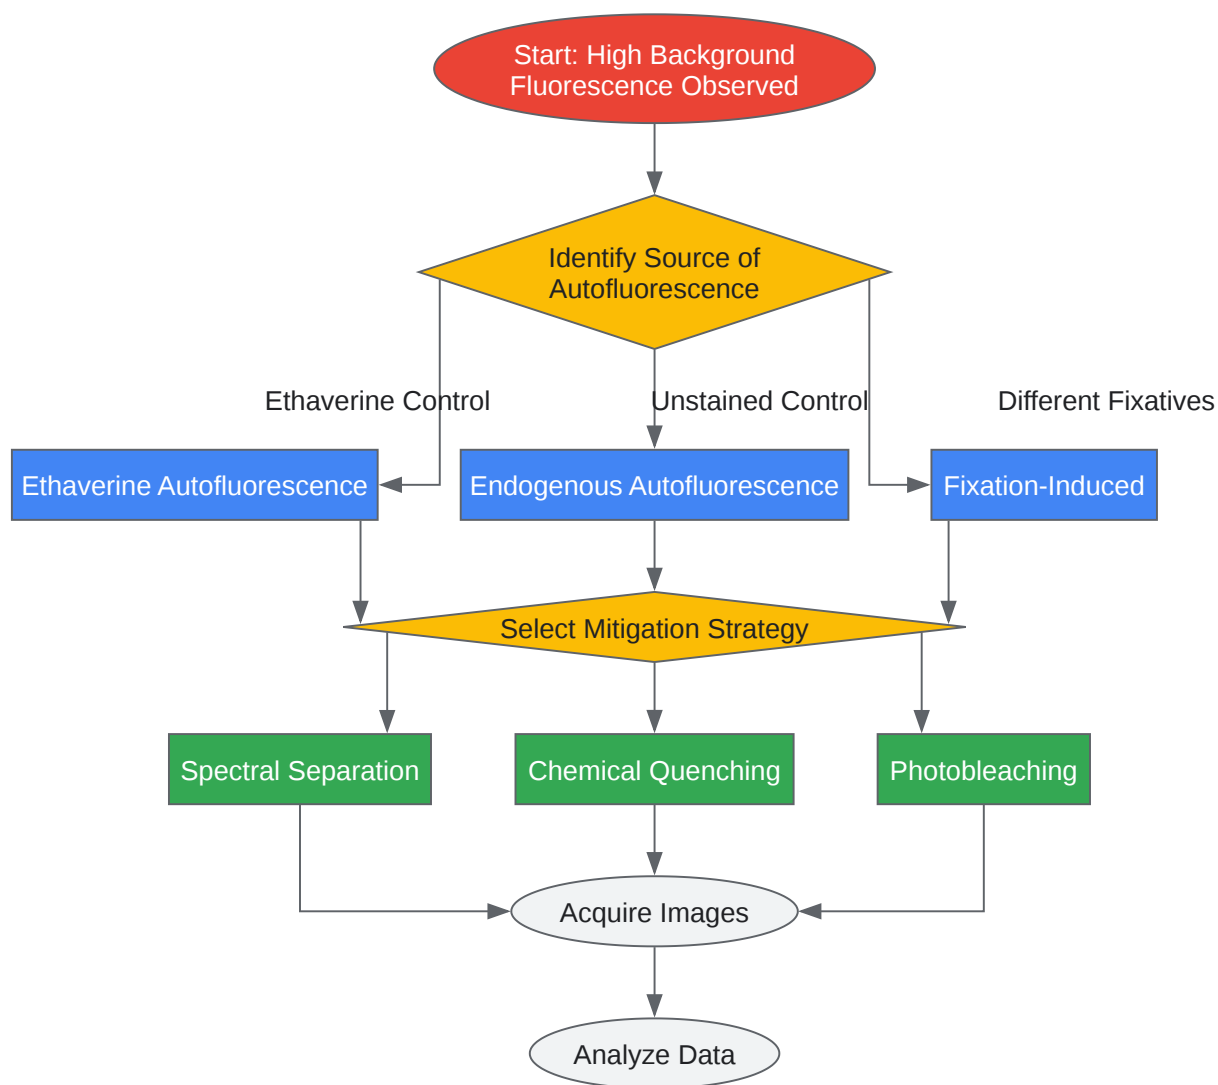 Start: High Background
Fluorescence Observed
Identify Source of
Autofluorescence
Ethaverine Control
Unstained Control
Different Fixatives
Ethaverine Autofluorescence
Endogenous Autofluorescence
Fixation-Induced
Select Mitigation Strategy
Spectral Separation
Chemical Quenching
Photobleaching
Acquire Images
Analyze Data